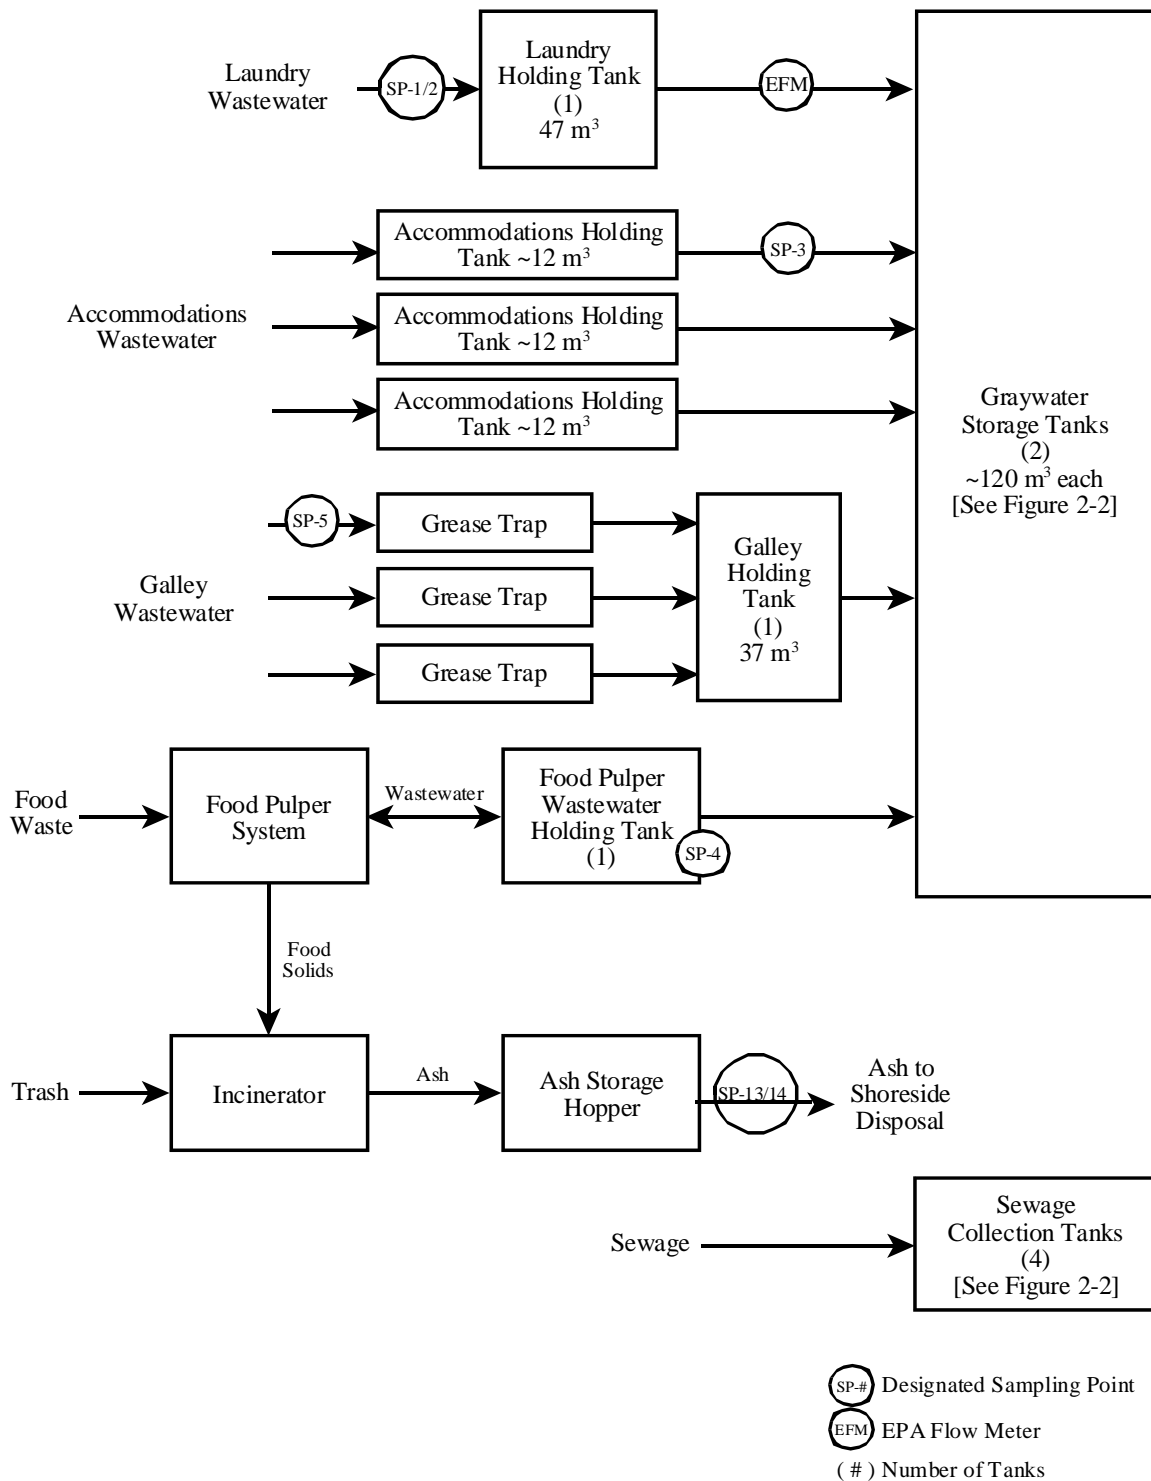 Laundry
Wastewater
SP-1/2
Laundry
Holding Tank
(1)
47 m³
EFM
Accommodations
Wastewater
Accommodations Holding
Tank ~12 m³
SP-3
Accommodations Holding
Tank ~12 m³
Accommodations Holding
Tank ~12 m³
Graywater
Storage Tanks
(2)
~120 m³ each
[See Figure 2-2]
Galley
Wastewater
SP-5
Grease Trap
Grease Trap
Grease Trap
Galley
Holding
Tank
(1)
37 m³
Food
Waste
Food Pulper
System
Wastewater
Food Pulper
Wastewater
Holding Tank
(1)
SP-4
Food
Solids
Trash
Incinerator
Ash
Ash Storage
Hopper
SP-13/14
Ash to
Shoreside
Disposal
Sewage
Sewage
Collection Tanks
(4)
[See Figure 2-2]
SP-# Designated Sampling Point
EFM EPA Flow Meter
( # ) Number of Tanks